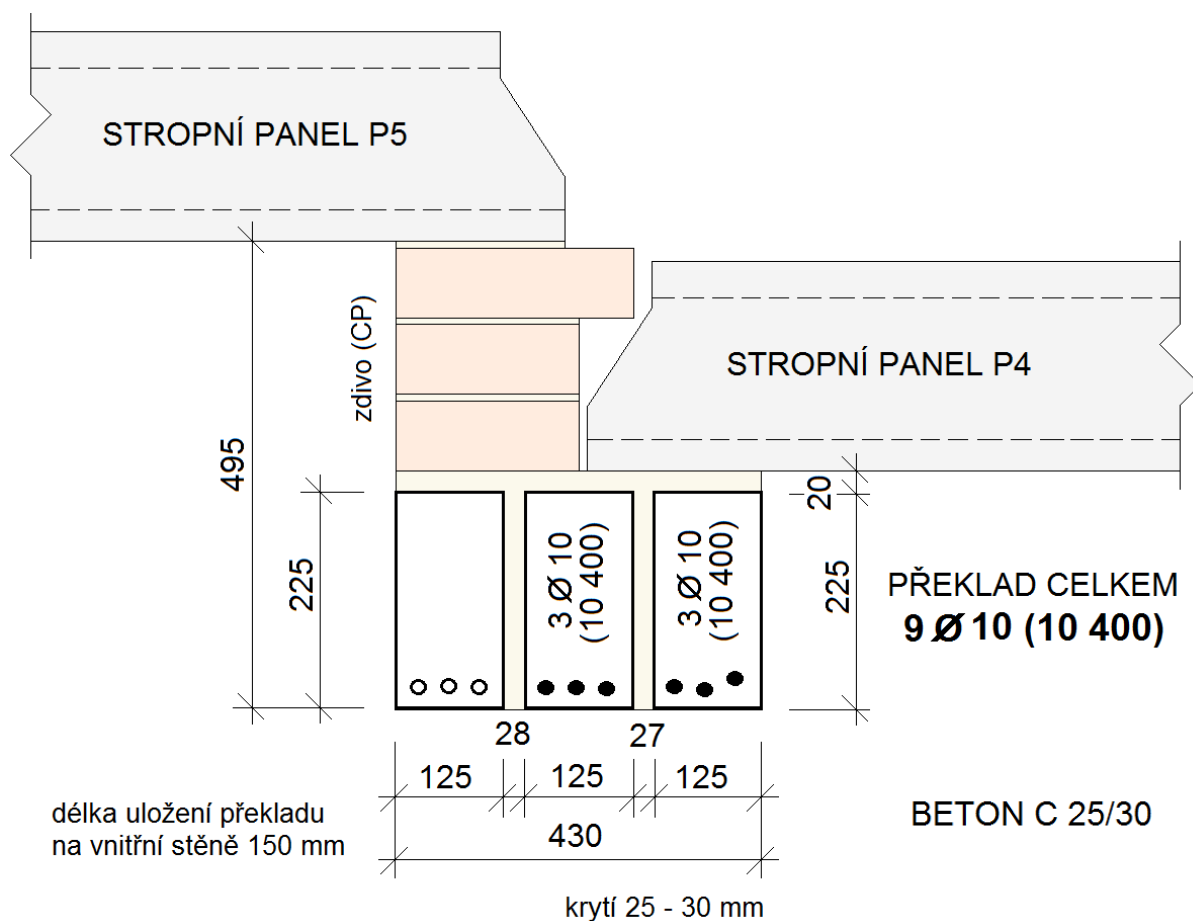 STROPNÍ PANEL P5
STROPNÍ PANEL P4
zdivo (CP)
495
225
3 Ø 10
(10 400)
3 Ø 10
(10 400)
20
225
PŘEKLAD CELKEM
9 Ø 10 (10 400)
28
27
125
125
125
430
délka uložení překladu
na vnitřní stěně 150 mm
BETON C 25/30
krytí 25 - 30 mm